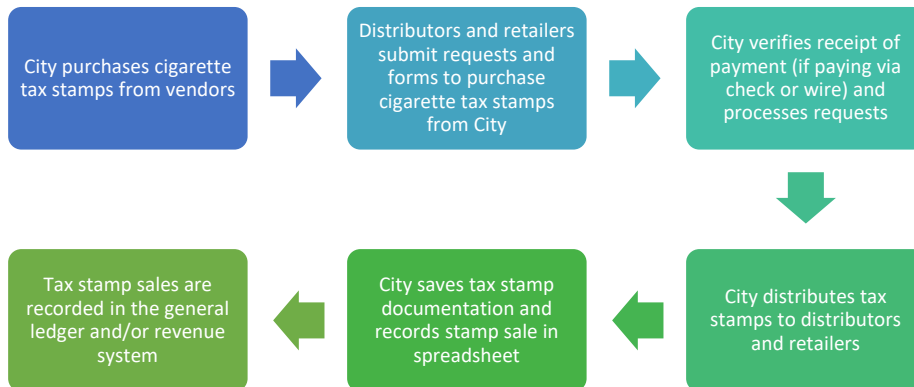 City purchases cigarette
tax stamps from vendors
Distributors and retailers
submit requests and
forms to purchase
cigarette tax stamps
from City
City verifies receipt of
payment (if paying via
check or wire) and
processes requests
City distributes tax
stamps to distributors
and retailers
City saves tax stamp
documentation and
records stamp sale in
spreadsheet
Tax stamp sales are
recorded in the general
ledger and/or revenue
system